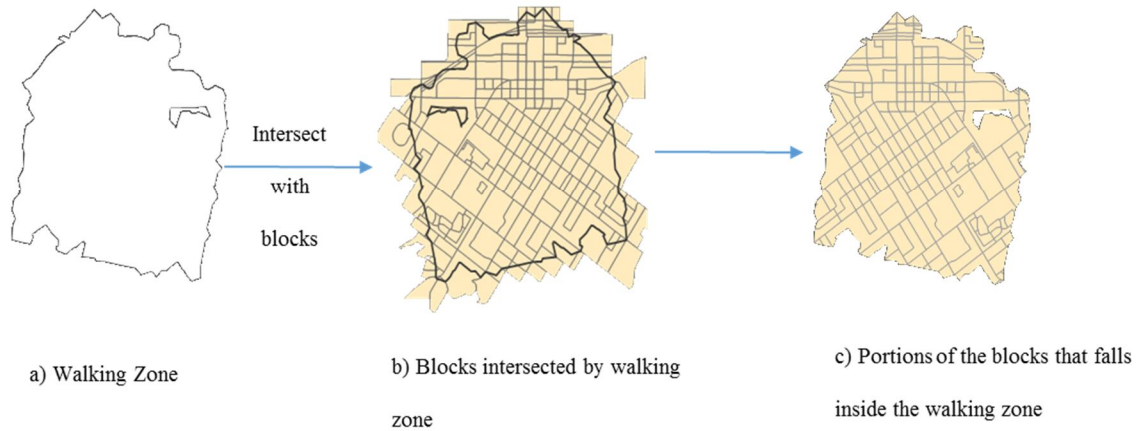 Intersect
with
blocks
a) Walking Zone
b) Blocks intersected by walking
zone
c) Portions of the blocks that falls
inside the walking zone